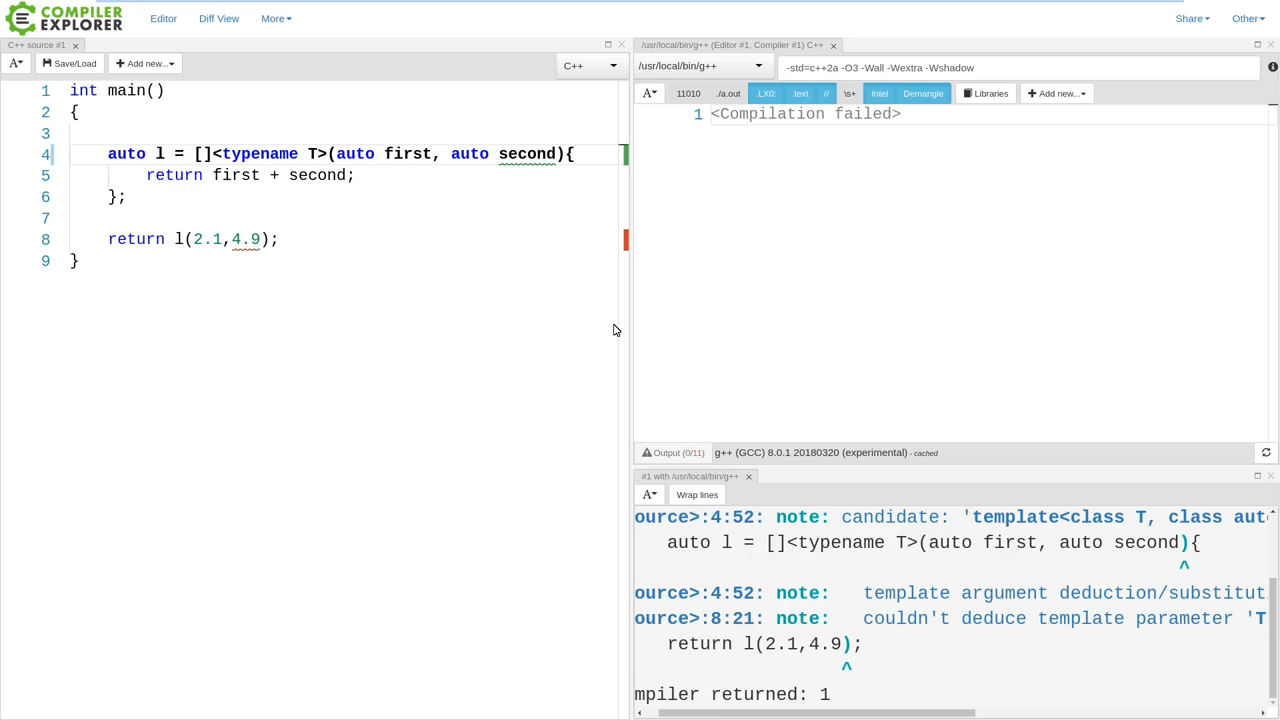 COMPILER EXPLORER
Editor Diff View More Share Other
C++ source #1
A Save/Load Add new... C++
1 int main()
2 {
3
4 auto l = []<typename T>(auto first, auto second){
5 return first + second;
6 };
7
8 return l(2.1,4.9);
9 }
/usr/local/bin/g++ (Editor #1, Compiler #1) C++
/usr/local/bin/g++ -std=c++2a -O3 -Wall -Wextra -Wshadow
A 11010 ./a.out .LX0: .text // \s+ Intel Demangle Libraries Add new...
1 <Compilation failed>
Output (0/11) g++ (GCC) 8.0.1 20180320 (experimental) - cached
#1 with /usr/local/bin/g++
A Wrap lines
ource>:4:52: note: candidate: 'template<class T, class aut
auto l = []<typename T>(auto first, auto second){
^
ource>:4:52: note: template argument deduction/substitut
ource>:8:21: note: couldn't deduce template parameter 'T
return l(2.1,4.9);
^
mpiler returned: 1